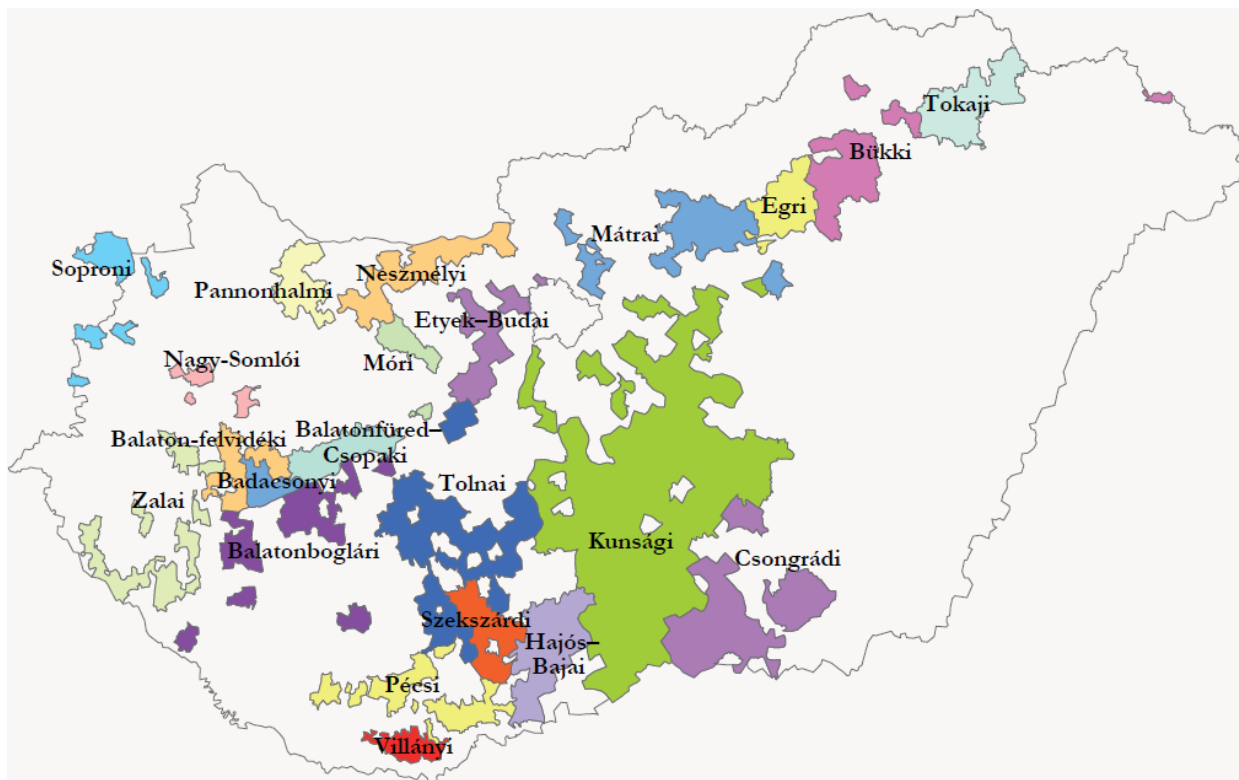 Tokaji
Bükki
Egri
Mátrai
Soproni
Neszmélyi
Pannonhalmi
Etyek–Budai
Nagy-Somlói
Móri
Balatonfüred–
Csopaki
Balaton-felvidéki
Badacsonyi
Tolnai
Zalai
Kunsági
Balatonboglári
Csongrádi
Szekszárdi
Hajós–
Bajai
Pécsi
Villányi